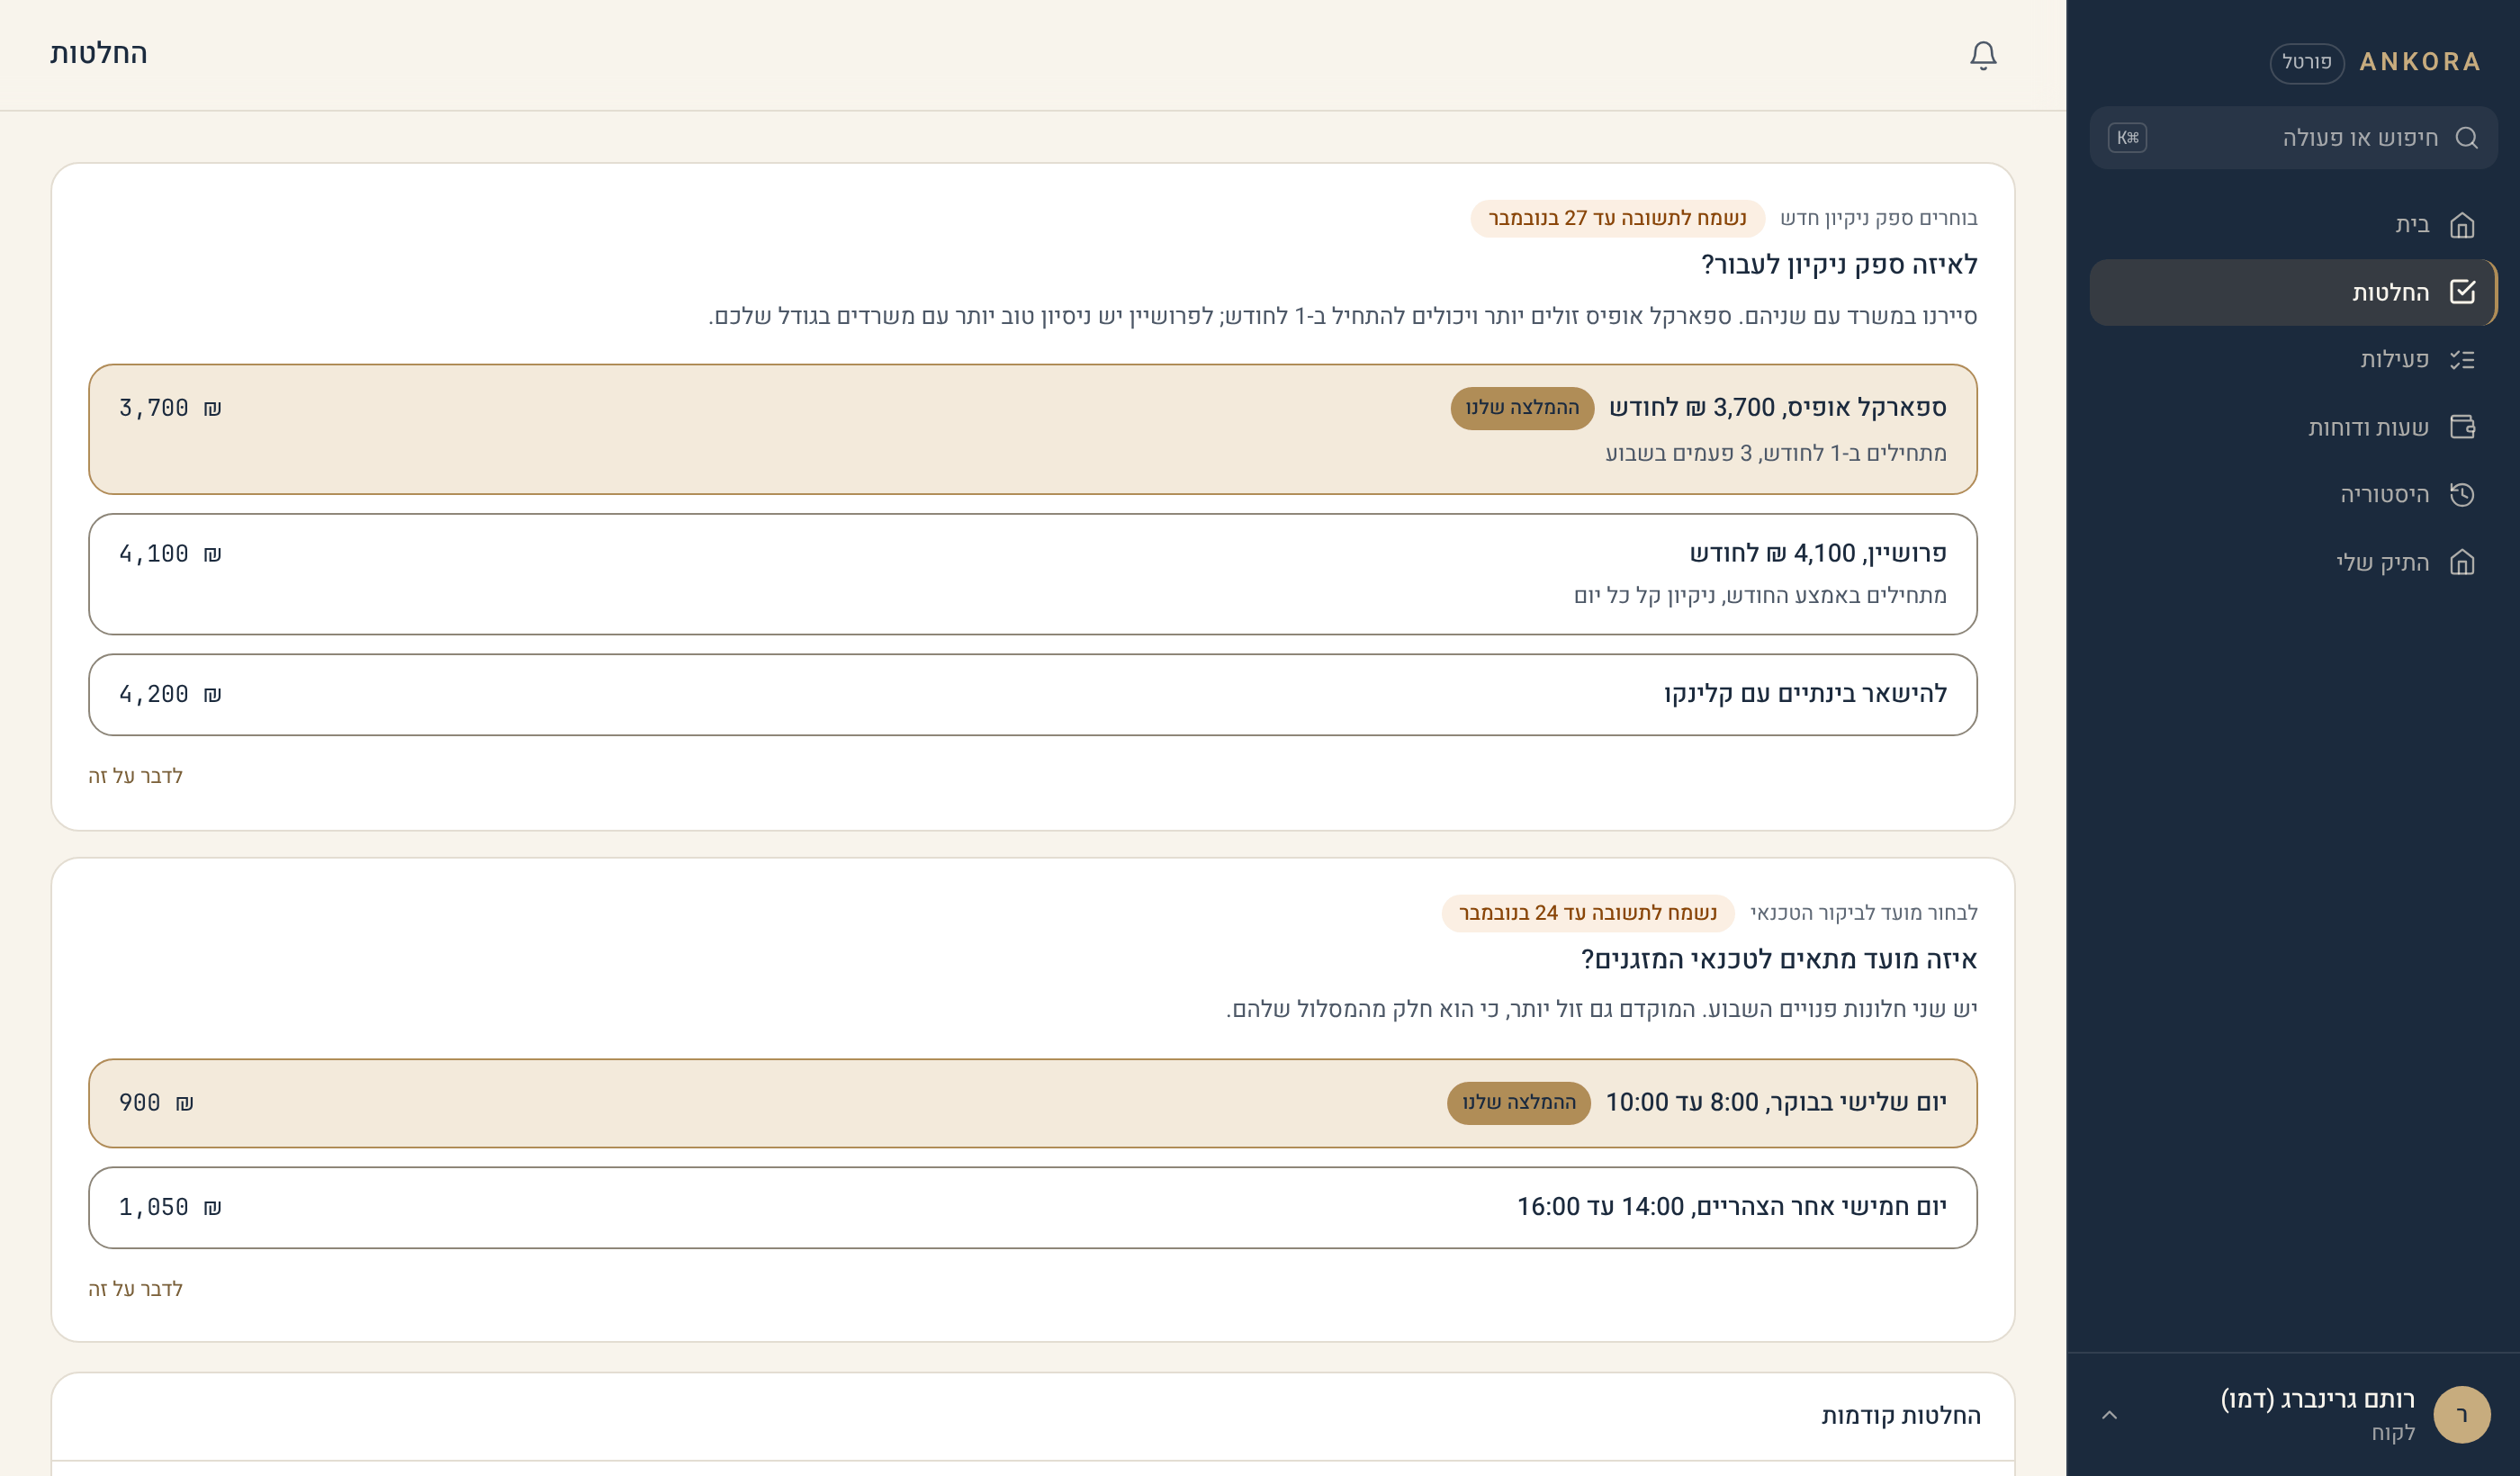 ANKORA פורטל
חיפוש או פעולה ⌘K
בית
החלטות
פעילות
שעות ודוחות
היסטוריה
התיק שלי
רותם גרינברג (דמו)
לקוח
ר
החלטות
בוחרים ספק ניקיון חדש נשמח לתשובה עד 27 בנובמבר
לאיזה ספק ניקיון לעבור?
סיירנו במשרד עם שניהם. ספארקל אופיס זולים יותר ויכולים להתחיל ב-1 לחודש; לפרושיין יש ניסיון טוב יותר עם משרדים בגודל שלכם.
ספארקל אופיס, 3,700 ₪ לחודש ההמלצה שלנו 3,700 ₪
מתחילים ב-1 לחודש, 3 פעמים בשבוע
פרושיין, 4,100 ₪ לחודש 4,100 ₪
מתחילים באמצע החודש, ניקיון קל כל יום
להישאר בינתיים עם קלינקו 4,200 ₪
לדבר על זה
לבחור מועד לביקור הטכנאי נשמח לתשובה עד 24 בנובמבר
איזה מועד מתאים לטכנאי המזגנים?
יש שני חלונות פנויים השבוע. המוקדם גם זול יותר, כי הוא חלק מהמסלול שלהם.
יום שלישי בבוקר, 8:00 עד 10:00 ההמלצה שלנו 900 ₪
יום חמישי אחר הצהריים, 14:00 עד 16:00 1,050 ₪
לדבר על זה
החלטות קודמות